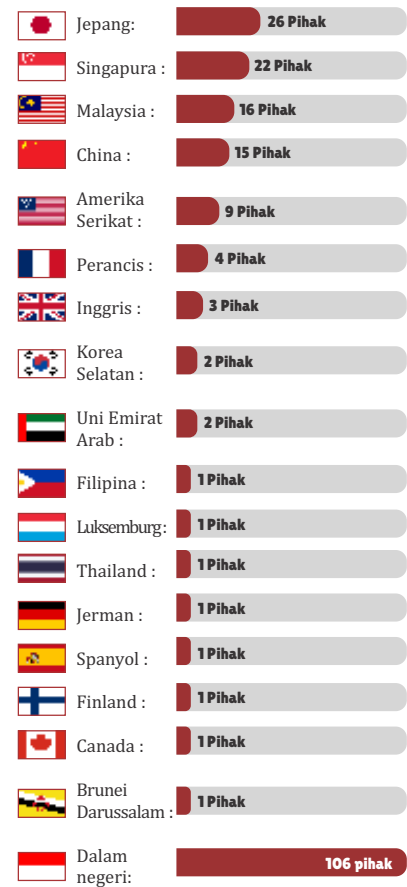 Jepang: 26 Pihak
Singapura : 22 Pihak
Malaysia : 16 Pihak
China : 15 Pihak
Amerika
Serikat : 9 Pihak
Perancis : 4 Pihak
Inggris : 3 Pihak
Korea
Selatan : 2 Pihak
Uni Emirat
Arab : 2 Pihak
Filipina : 1 Pihak
Luksemburg: 1 Pihak
Thailand : 1 Pihak
Jerman : 1 Pihak
Spanyol : 1 Pihak
Finland : 1 Pihak
Canada : 1 Pihak
Brunei
Darussalam : 1 Pihak
Dalam
negeri: 106 pihak